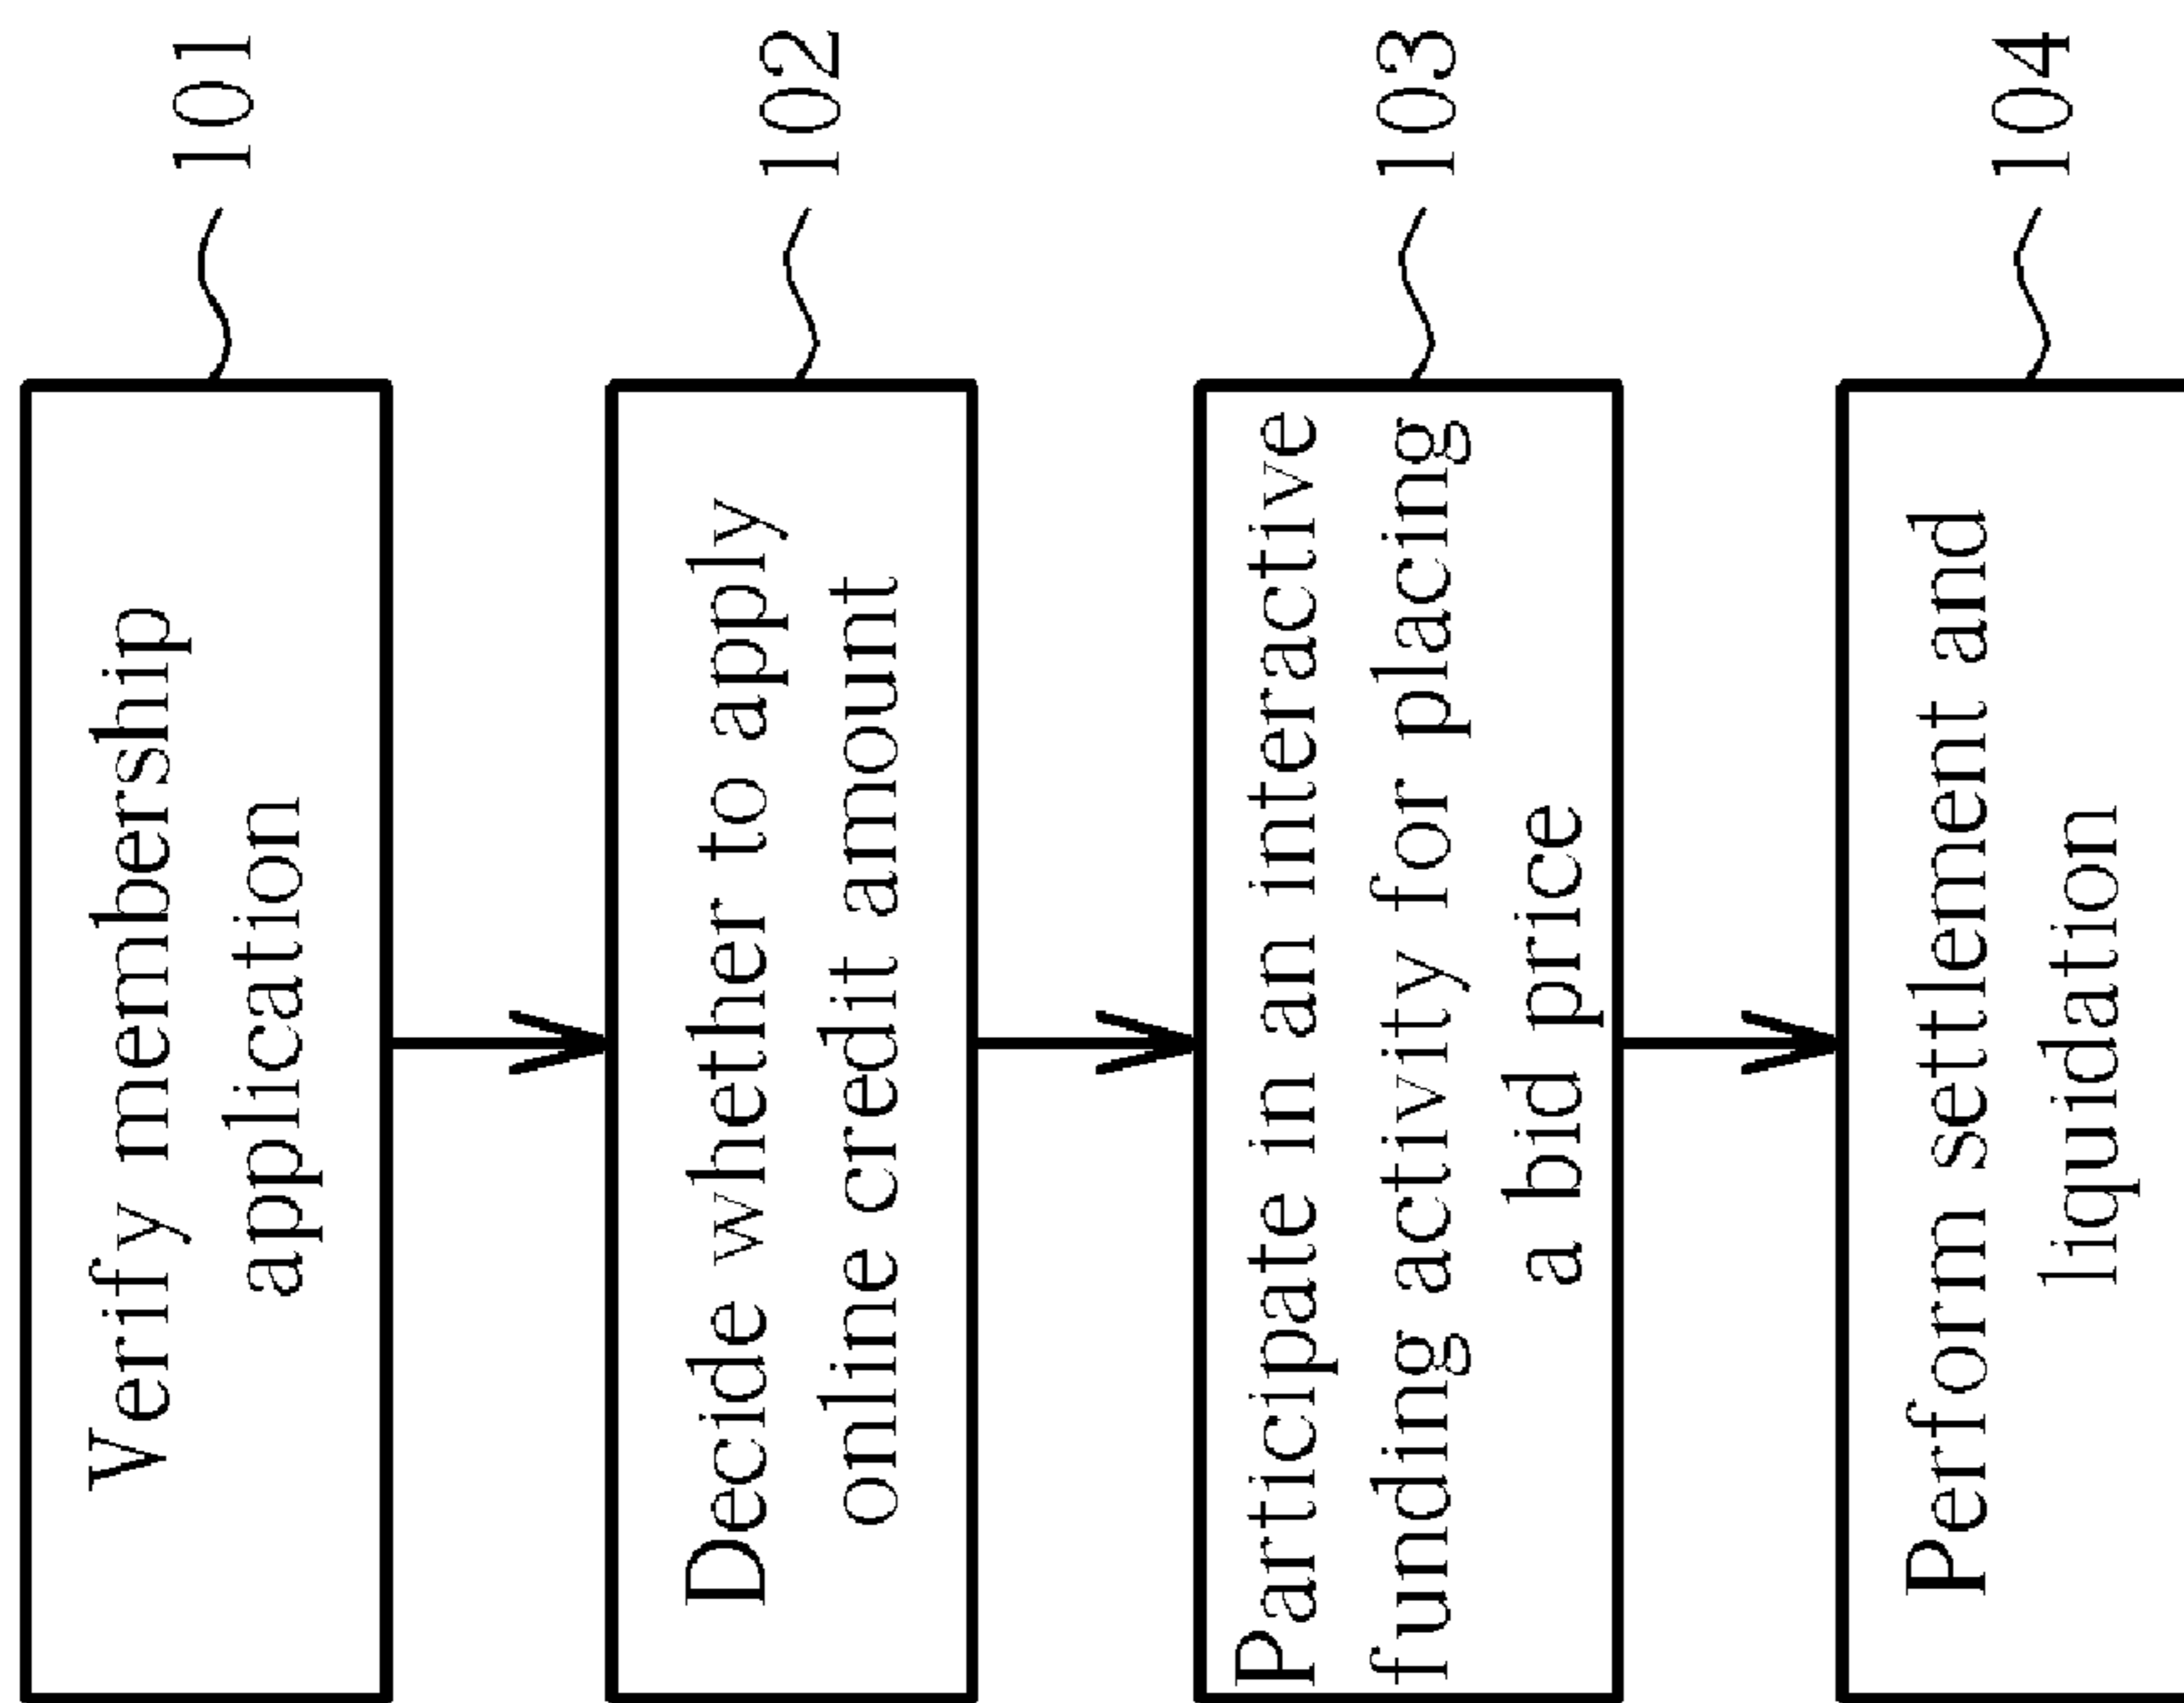 Verify membership
application
101
Decide whether to apply
online credit amount
102
Participate in an interactive
funding activity for placing
a bid price
103
Perform settlement and
liquidation
104